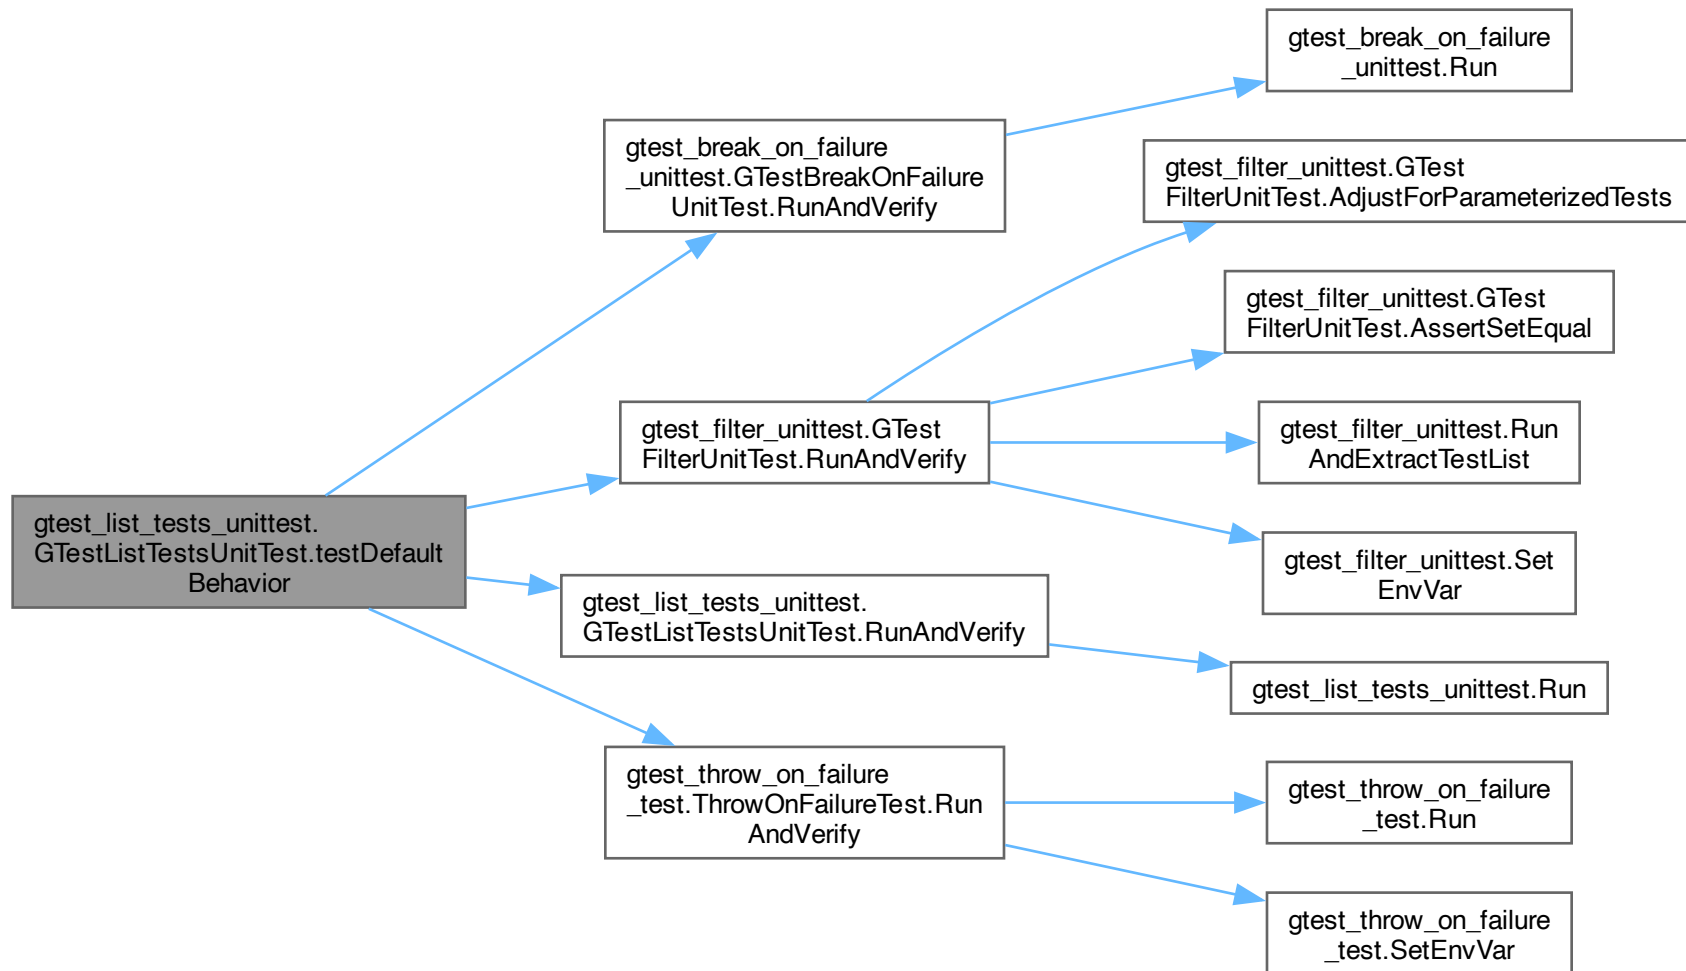 gtest_break_on_failure
_unittest.Run
gtest_break_on_failure
_unittest.GTestBreakOnFailure
UnitTest.RunAndVerify
gtest_filter_unittest.GTest
FilterUnitTest.AdjustForParameterizedTests
gtest_filter_unittest.GTest
FilterUnitTest.AssertSetEqual
gtest_filter_unittest.GTest
FilterUnitTest.RunAndVerify
gtest_filter_unittest.Run
AndExtractTestList
gtest_list_tests_unittest.
GTestListTestsUnitTest.testDefault
Behavior
gtest_filter_unittest.Set
EnvVar
gtest_list_tests_unittest.
GTestListTestsUnitTest.RunAndVerify
gtest_list_tests_unittest.Run
gtest_throw_on_failure
_test.ThrowOnFailureTest.Run
AndVerify
gtest_throw_on_failure
_test.Run
gtest_throw_on_failure
_test.SetEnvVar